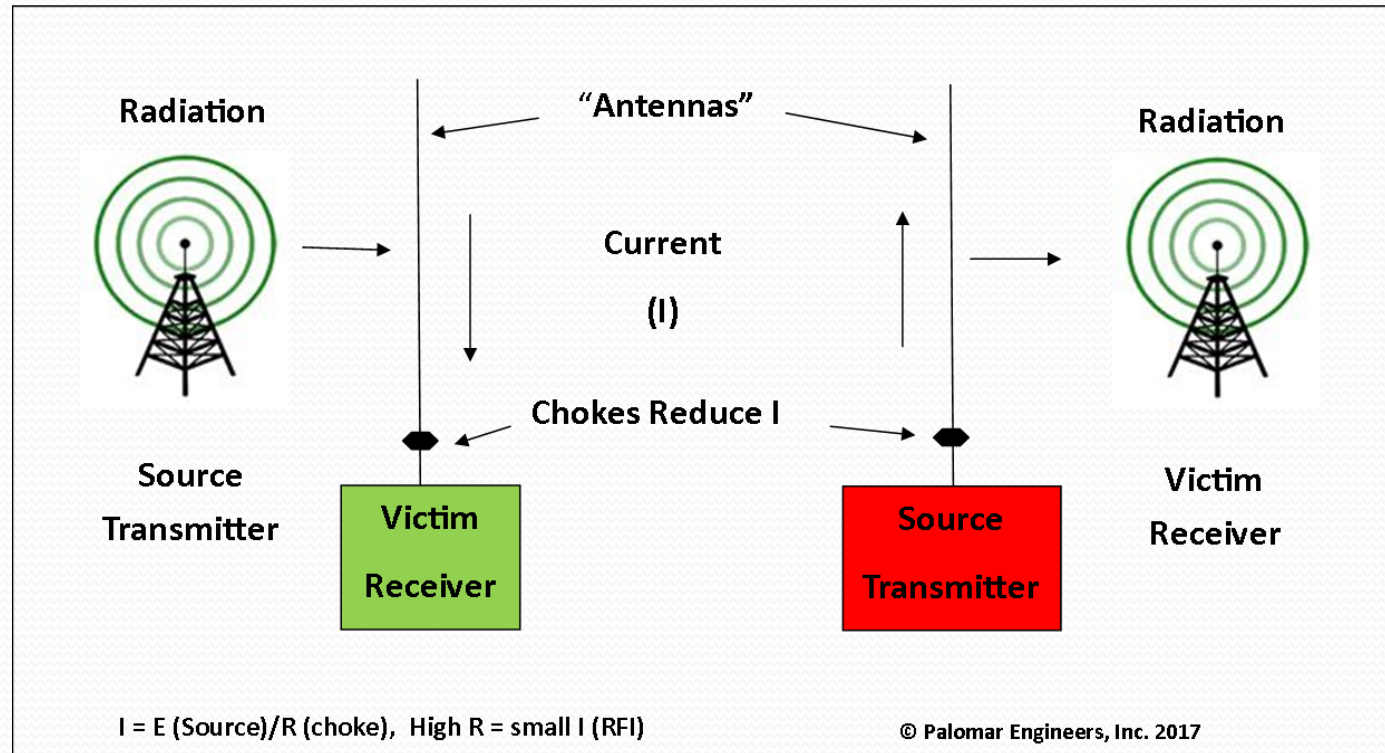 Radiation
“Antennas”
Radiation
Current
(I)
Chokes Reduce I
Source
Transmitter
Victim
Receiver
Source
Transmitter
Victim
Receiver
I = E (Source)/R (choke), High R = small I (RFI)
© Palomar Engineers, Inc. 2017